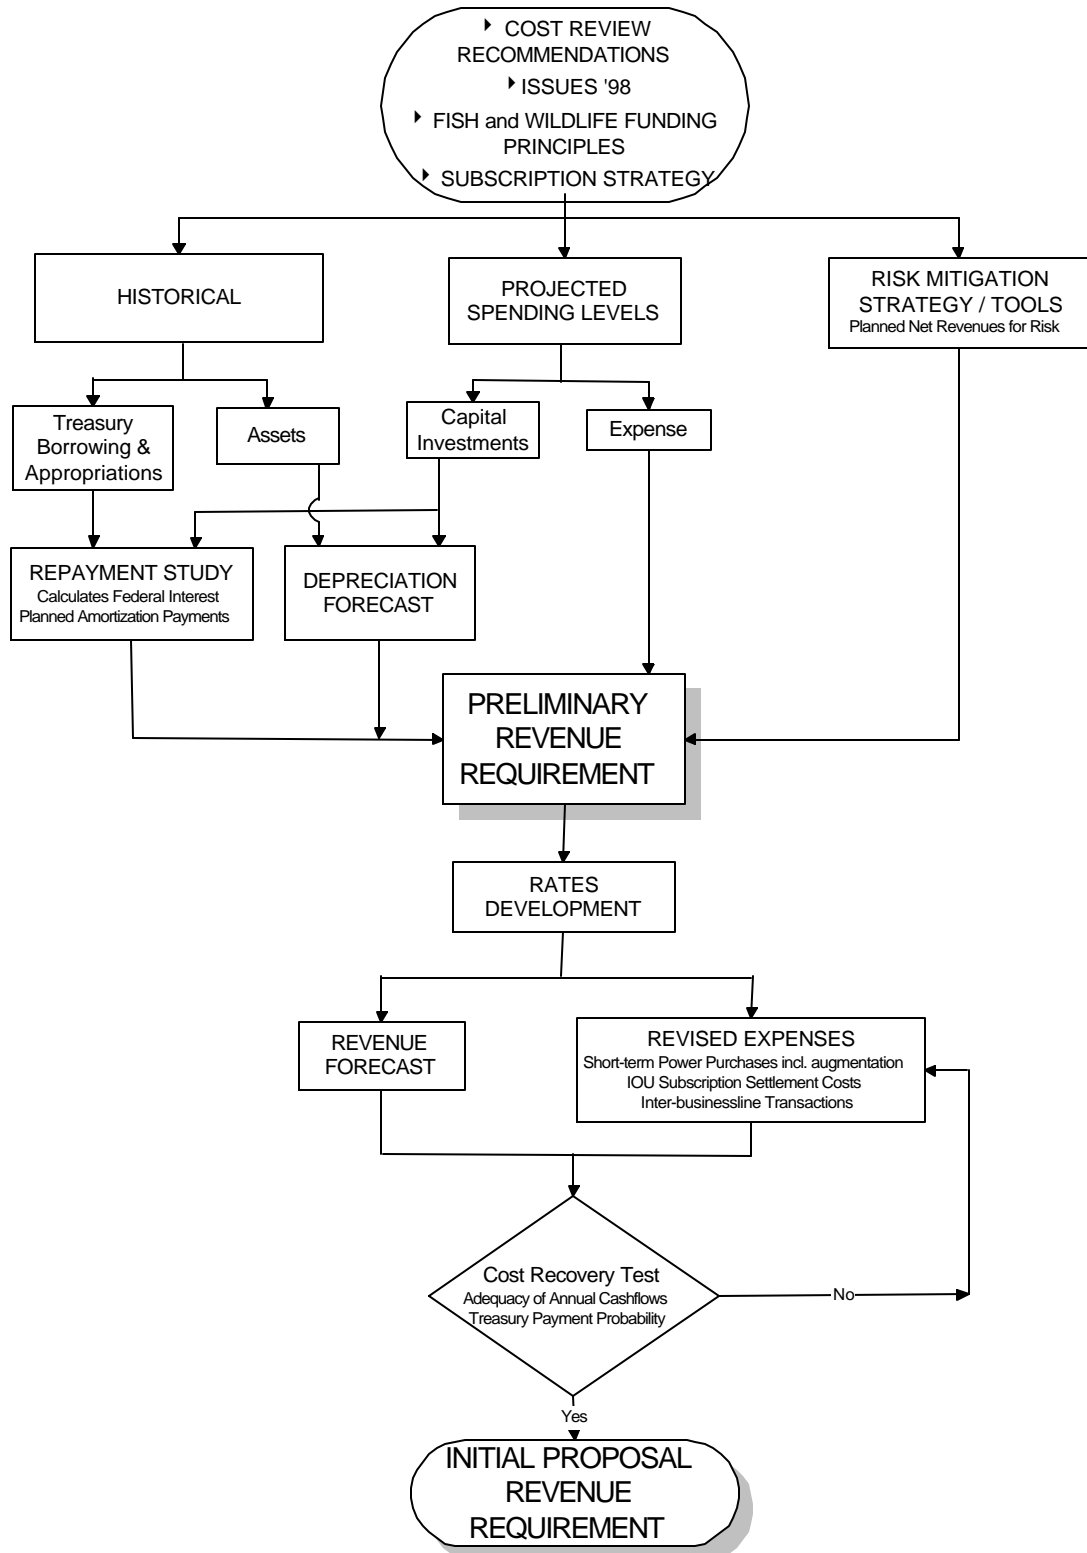 COST REVIEW
RECOMMENDATIONS
ISSUES '98
FISH and WILDLIFE FUNDING
PRINCIPLES
SUBSCRIPTION STRATEGY
HISTORICAL
PROJECTED
SPENDING LEVELS
RISK MITIGATION
STRATEGY / TOOLS
Planned Net Revenues for Risk
Treasury
Borrowing &
Appropriations
Assets
Capital
Investments
Expense
REPAYMENT STUDY
Calculates Federal Interest
Planned Amortization Payments
DEPRECIATION
FORECAST
PRELIMINARY
REVENUE
REQUIREMENT
RATES
DEVELOPMENT
REVENUE
FORECAST
REVISED EXPENSES
Short-term Power Purchases incl. augmentation
IOU Subscription Settlement Costs
Inter-businessline Transactions
Cost Recovery Test
Adequacy of Annual Cashflows
Treasury Payment Probability
No
Yes
INITIAL PROPOSAL
REVENUE
REQUIREMENT